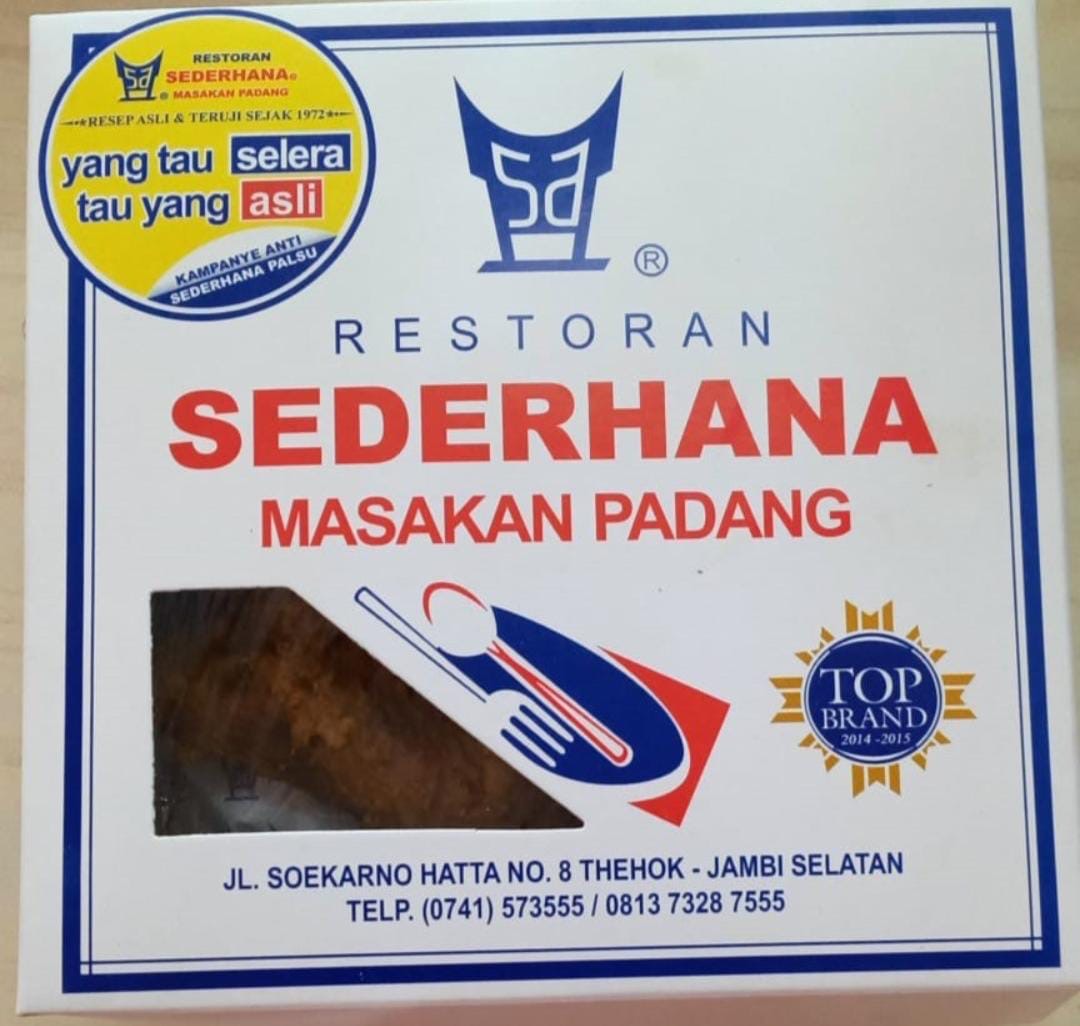 RESTORAN
SEDERHANA®
® MASAKAN PADANG
★RESEP ASLI & TERUJI SEJAK 1972★
yang tau selera
tau yang asli
KAMPANYE ANTI
SEDERHANA PALSU
sa
®
RESTORAN
SEDERHANA
MASAKAN PADANG
TOP
BRAND
2014-2015
JL. SOEKARNO HATTA NO. 8 THEHOK - JAMBI SELATAN
TELP. (0741) 573555 / 0813 7328 7555